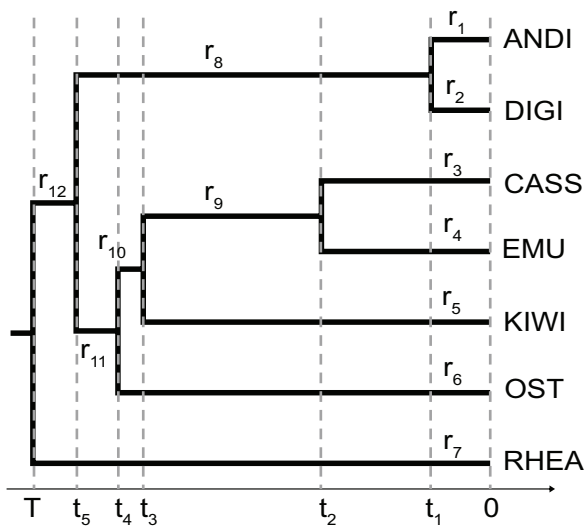 r₁ ANDI
r₈
r₂ DIGI
r₃ CASS
r₁₂
r₉
r₄ EMU
r₁₀
r₅ KIWI
r₁₁
r₆ OST
r₇ RHEA
T t₅ t₄ t₃ t₂ t₁ 0